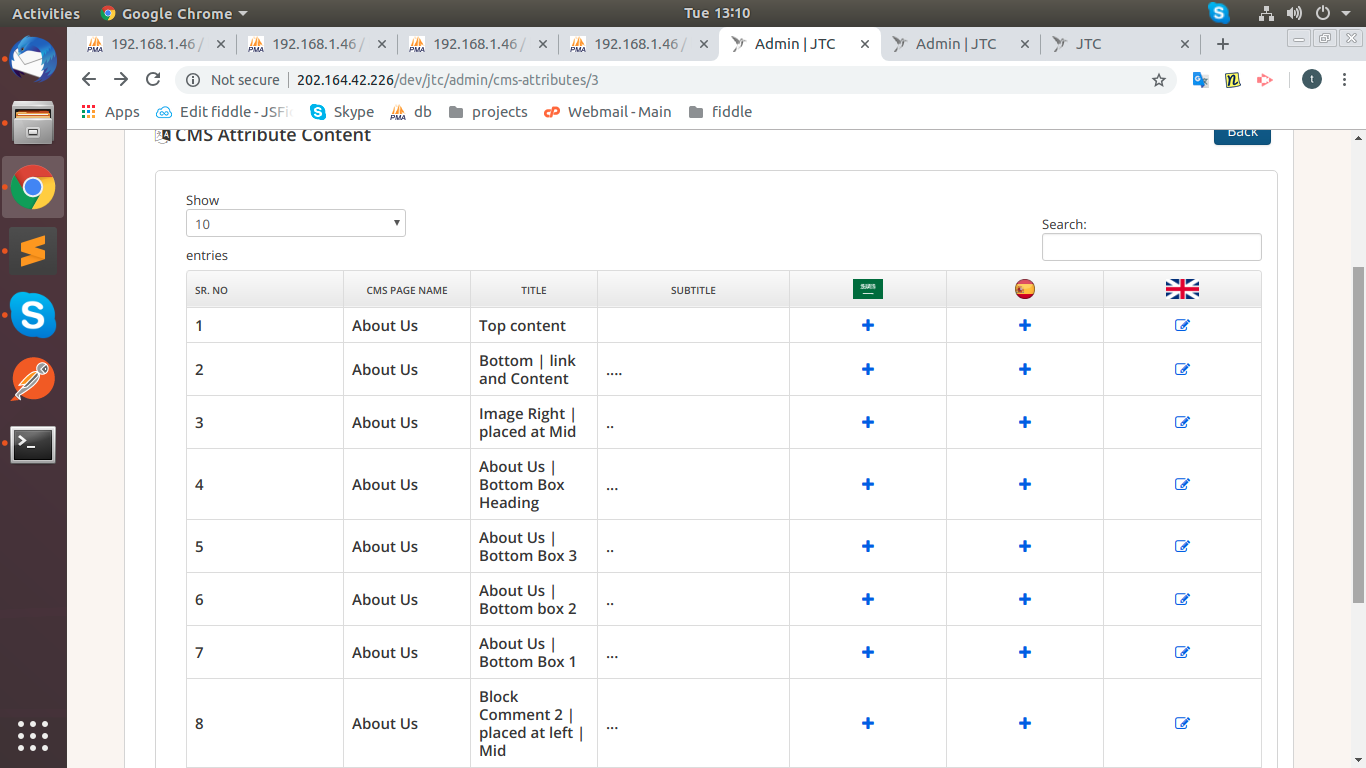 Activities
Google Chrome
Tue 13:10
192.168.1.46 /
192.168.1.46 /
192.168.1.46 /
192.168.1.46 /
Admin | JTC
Admin | JTC
JTC
Not secure
202.164.42.226/dev/jtc/admin/cms-attributes/3
t
Apps
Edit fiddle - JSFi
Skype
db
projects
Webmail - Main
fiddle
CMS Attribute Content
Back
Show
10
entries
Search:
SR. NO
CMS PAGE NAME
TITLE
SUBTITLE
1
About Us
Top content
2
About Us
Bottom | link
and Content
....
3
About Us
Image Right |
placed at Mid
..
4
About Us
About Us |
Bottom Box
Heading
...
5
About Us
About Us |
Bottom Box 3
..
6
About Us
About Us |
Bottom box 2
..
7
About Us
About Us |
Bottom Box 1
...
8
About Us
Block
Comment 2 |
placed at left |
Mid
...